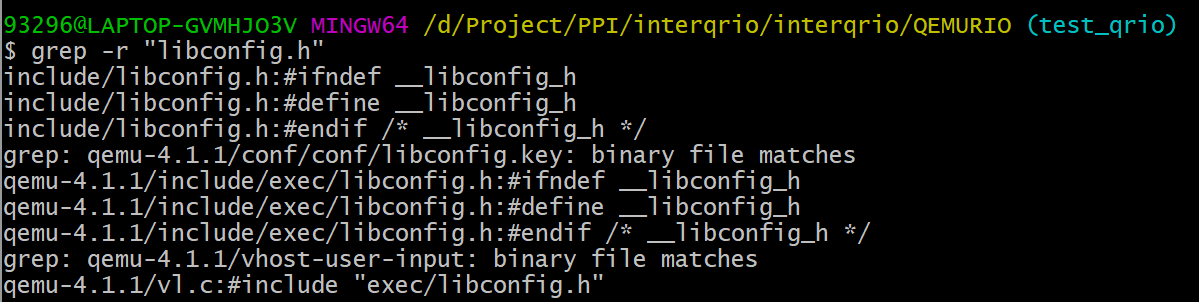 93296@LAPTOP-GVMHJO3V MINGW64 /d/Project/PPI/interqrio/interqrio/QEMURIO (test_qrio)
$ grep -r "libconfig.h"
include/libconfig.h:#ifndef __libconfig_h
include/libconfig.h:#define __libconfig_h
include/libconfig.h:#endif /* __libconfig_h */
grep: qemu-4.1.1/conf/conf/libconfig.key: binary file matches
qemu-4.1.1/include/exec/libconfig.h:#ifndef __libconfig_h
qemu-4.1.1/include/exec/libconfig.h:#define __libconfig_h
qemu-4.1.1/include/exec/libconfig.h:#endif /* __libconfig_h */
grep: qemu-4.1.1/vhost-user-input: binary file matches
qemu-4.1.1/vl.c:#include "exec/libconfig.h"